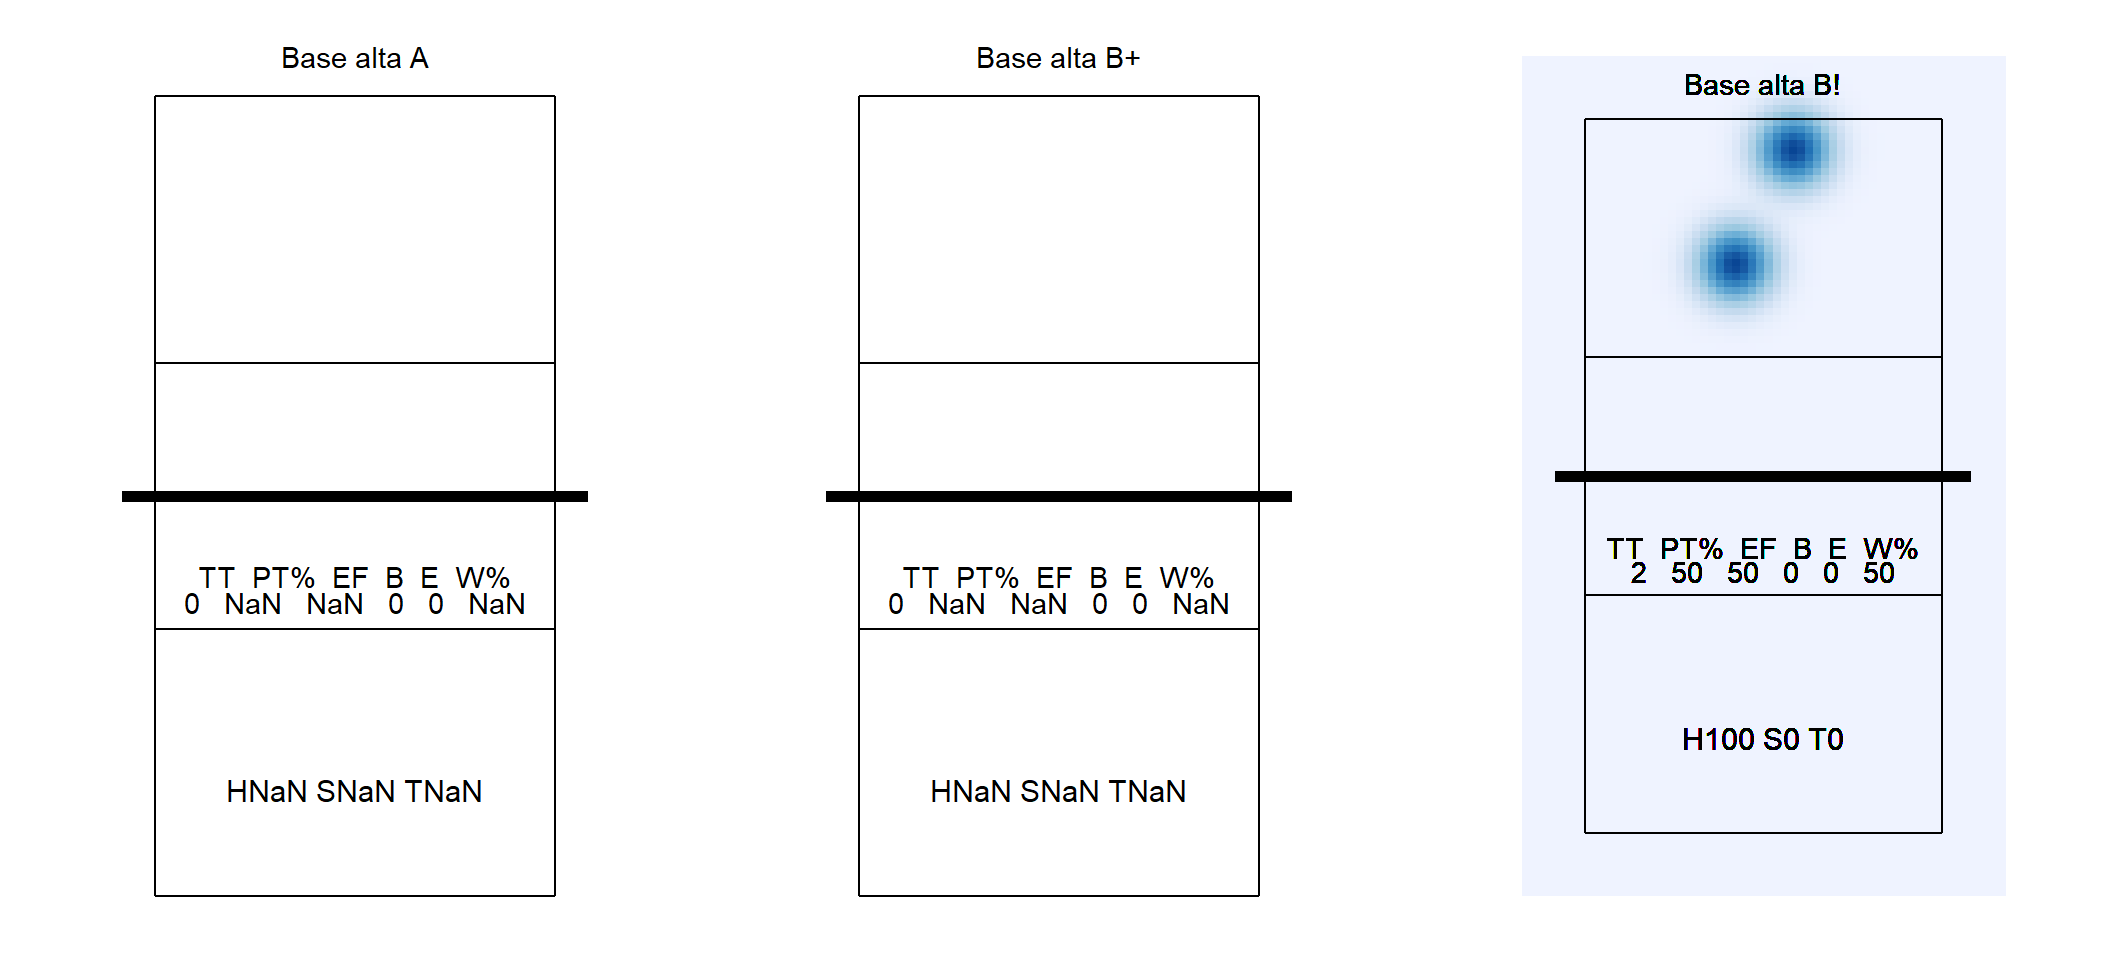 Base alta A
TT PT% EF B E W%
0 NaN NaN 0 0 NaN
HNaN SNaN TNaN
Base alta B+
TT PT% EF B E W%
0 NaN NaN 0 0 NaN
HNaN SNaN TNaN
Base alta B!
TT PT% EF B E W%
2 50 50 0 0 50
H100 S0 T0